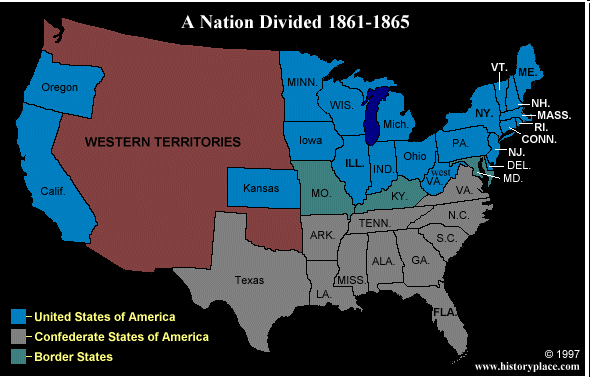 A Nation Divided 1861-1865
VT.
ME.
Oregon
MINN.
WIS.
Mich.
NY.
NH.
MASS.
RI.
CONN.
WESTERN TERRITORIES
Iowa
ILL.
IND.
Ohio
PA.
NJ.
DEL.
MD.
Calif.
Kansas
MO.
KY.
west
VA.
VA.
N.C.
TENN.
ARK.
S.C.
Texas
LA.
MISS.
ALA.
GA.
FLA.
United States of America
Confederate States of America
Border States
© 1997
www.historyplace.com